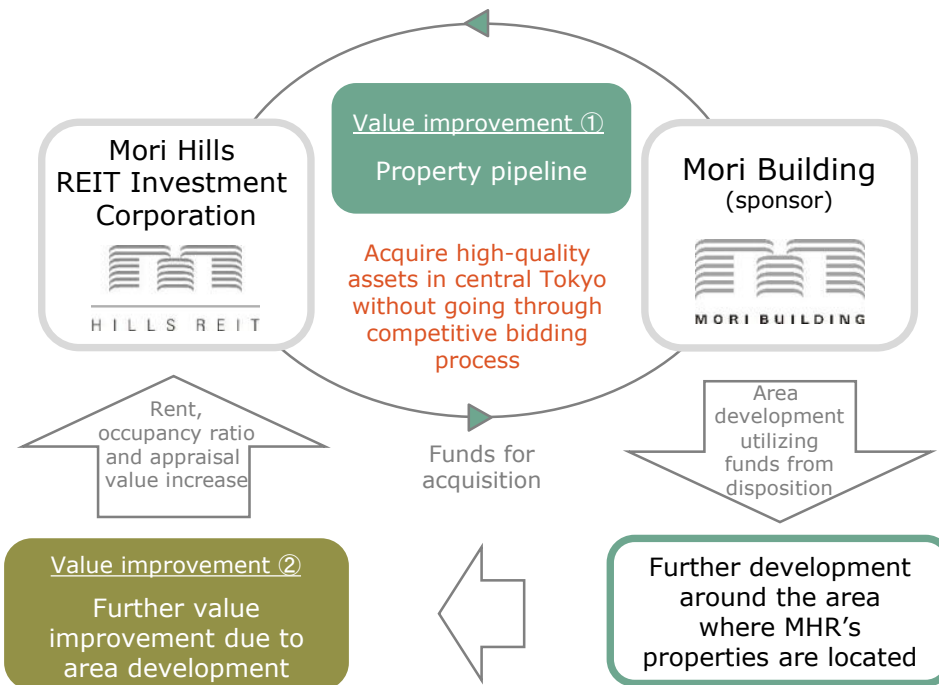 Value improvement ①
Property pipeline
Mori Hills
REIT Investment
Corporation
HILLS REIT
Mori Building
(sponsor)
MORI BUILDING
Acquire high-quality
assets in central Tokyo
without going through
competitive bidding
process
Rent,
occupancy ratio
and appraisal
value increase
Funds for
acquisition
Area
development
utilizing
funds from
disposition
Value improvement ②
Further value
improvement due to
area development
Further development
around the area
where MHR's
properties are located